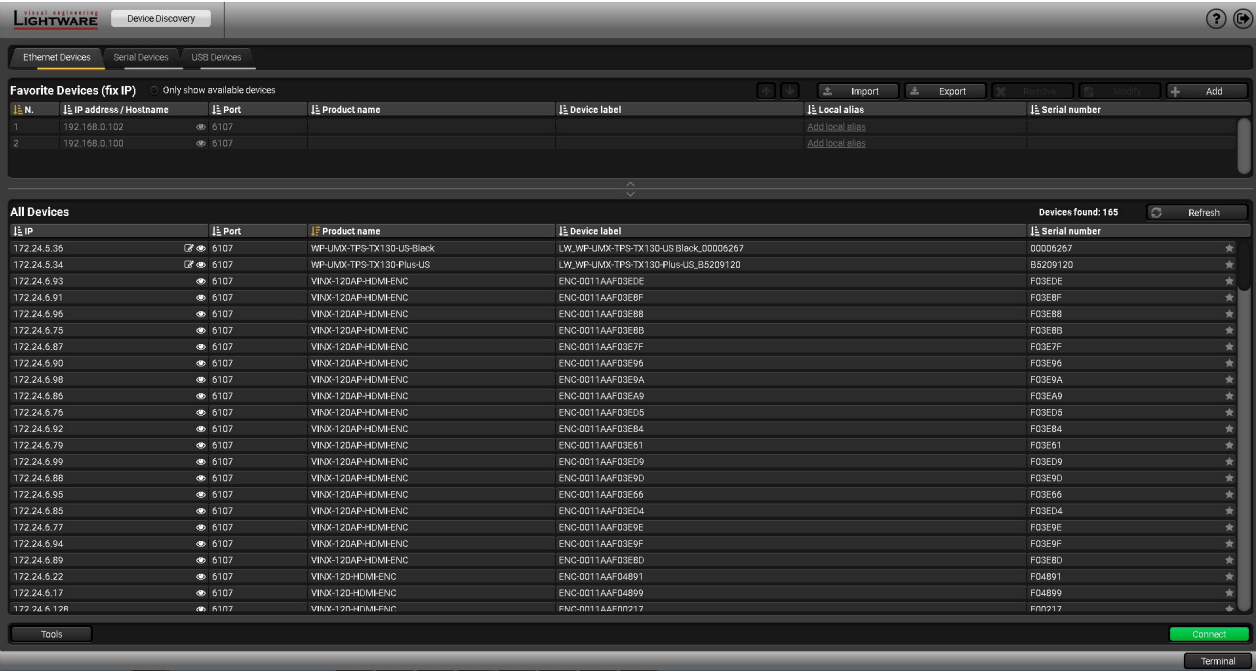 Visual engineering
LIGHTWARE Device Discovery ?
Ethernet Devices Serial Devices USB Devices
Favorite Devices (fix IP) Only show available devices Import Export Remove Modify Add
N. IP address / Hostname Port Product name Device label Local alias Serial number
1 192.168.0.102 6107 Add local alias
2 192.168.0.100 6107 Add local alias
All Devices Devices found: 165 Refresh
IP Port Product name Device label Serial number
172.24.5.36 6107 WP-UMX-TPS-TX130-US-Black LW_WP-UMX-TPS-TX130-US Black_00006267 00006267
172.24.5.34 6107 WP-UMX-TPS-TX130-Plus-US LW_WP-UMX-TPS-TX130-Plus-US_B5209120 B5209120
172.24.6.93 6107 VINX-120AP-HDMI-ENC ENC-0011AAF03EDE F03EDE
172.24.6.91 6107 VINX-120AP-HDMI-ENC ENC-0011AAF03E8F F03E8F
172.24.6.96 6107 VINX-120AP-HDMI-ENC ENC-0011AAF03E88 F03E88
172.24.6.75 6107 VINX-120AP-HDMI-ENC ENC-0011AAF03E8B F03E8B
172.24.6.87 6107 VINX-120AP-HDMI-ENC ENC-0011AAF03E7F F03E7F
172.24.6.90 6107 VINX-120AP-HDMI-ENC ENC-0011AAF03E96 F03E96
172.24.6.98 6107 VINX-120AP-HDMI-ENC ENC-0011AAF03E9A F03E9A
172.24.6.86 6107 VINX-120AP-HDMI-ENC ENC-0011AAF03EA9 F03EA9
172.24.6.76 6107 VINX-120AP-HDMI-ENC ENC-0011AAF03ED5 F03ED5
172.24.6.92 6107 VINX-120AP-HDMI-ENC ENC-0011AAF03E84 F03E84
172.24.6.79 6107 VINX-120AP-HDMI-ENC ENC-0011AAF03E61 F03E61
172.24.6.99 6107 VINX-120AP-HDMI-ENC ENC-0011AAF03ED9 F03ED9
172.24.6.88 6107 VINX-120AP-HDMI-ENC ENC-0011AAF03E9D F03E9D
172.24.6.95 6107 VINX-120AP-HDMI-ENC ENC-0011AAF03E66 F03E66
172.24.6.85 6107 VINX-120AP-HDMI-ENC ENC-0011AAF03ED4 F03ED4
172.24.6.77 6107 VINX-120AP-HDMI-ENC ENC-0011AAF03E9E F03E9E
172.24.6.94 6107 VINX-120AP-HDMI-ENC ENC-0011AAF03E9F F03E9F
172.24.6.89 6107 VINX-120AP-HDMI-ENC ENC-0011AAF03E8D F03E8D
172.24.6.22 6107 VINX-120-HDMI-ENC ENC-0011AAF04891 F04891
172.24.6.17 6107 VINX-120-HDMI-ENC ENC-0011AAF04899 F04899
172.24.6.128 6107 VINX-120-HDMI-ENC ENC-0011AAF00217 F00217
Tools Connect
Terminal